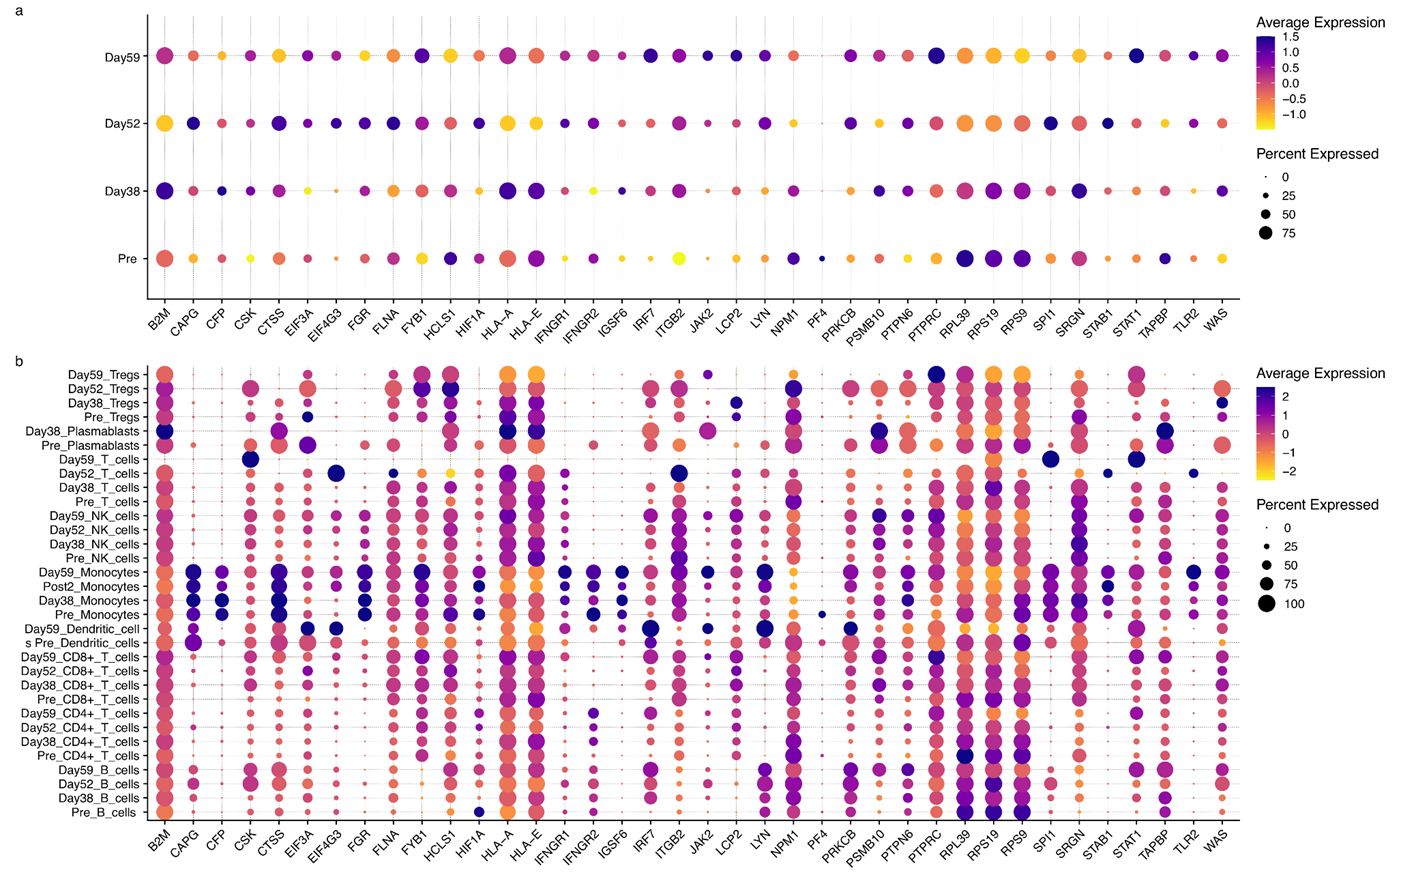 a
Average Expression
1.5
1.0
0.5
0.0
−0.5
−1.0
Percent Expressed
0
25
50
75
Day59
Day52
Day38
Pre
B2M CAPG CFP CSK CTSS EIF3A EIF4G3 FGR FLNA FYB1 HCLS1 HIF1A HLA−A HLA−E IFNGR1 IFNGR2 IGSF6 IRF7 ITGB2 JAK2 LCP2 LYN NPM1 PF4 PRKCB PSMB10 PTPN6 PTPRC RPL39 RPS19 RPS9 SPI1 SRGN STAB1 STAT1 TAPBP TLR2 WAS
b
Average Expression
2
1
0
−1
−2
Percent Expressed
0
25
50
75
100
Day59_Tregs
Day52_Tregs
Day38_Tregs
Pre_Tregs
Day38_Plasmablasts
Pre_Plasmablasts
Day59_T_cells
Day52_T_cells
Day38_T_cells
Pre_T_cells
Day59_NK_cells
Day52_NK_cells
Day38_NK_cells
Pre_NK_cells
Day59_Monocytes
Post2_Monocytes
Day38_Monocytes
Pre_Monocytes
Day59_Dendritic_cell
s Pre_Dendritic_cells
Day59_CD8+_T_cells
Day52_CD8+_T_cells
Day38_CD8+_T_cells
Pre_CD8+_T_cells
Day59_CD4+_T_cells
Day52_CD4+_T_cells
Day38_CD4+_T_cells
Pre_CD4+_T_cells
Day59_B_cells
Day52_B_cells
Day38_B_cells
Pre_B_cells
B2M CAPG CFP CSK CTSS EIF3A EIF4G3 FGR FLNA FYB1 HCLS1 HIF1A HLA−A HLA−E IFNGR1 IFNGR2 IGSF6 IRF7 ITGB2 JAK2 LCP2 LYN NPM1 PF4 PRKCB PSMB10 PTPN6 PTPRC RPL39 RPS19 RPS9 SPI1 SRGN STAB1 STAT1 TAPBP TLR2 WAS